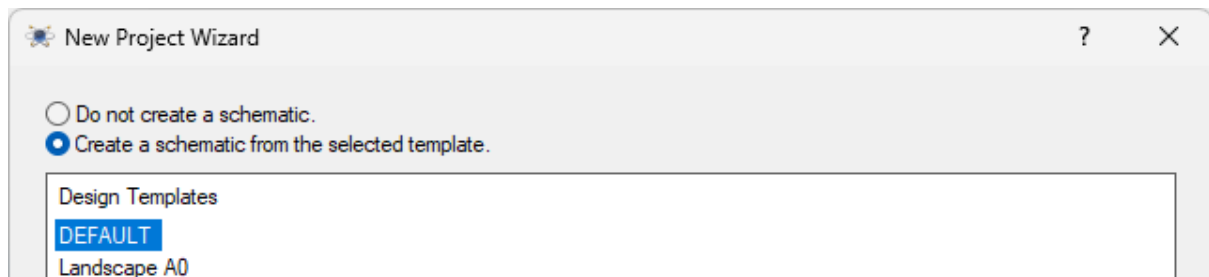 New Project Wizard ?
Do not create a schematic.
Create a schematic from the selected template.
Design Templates
DEFAULT
Landscape A0